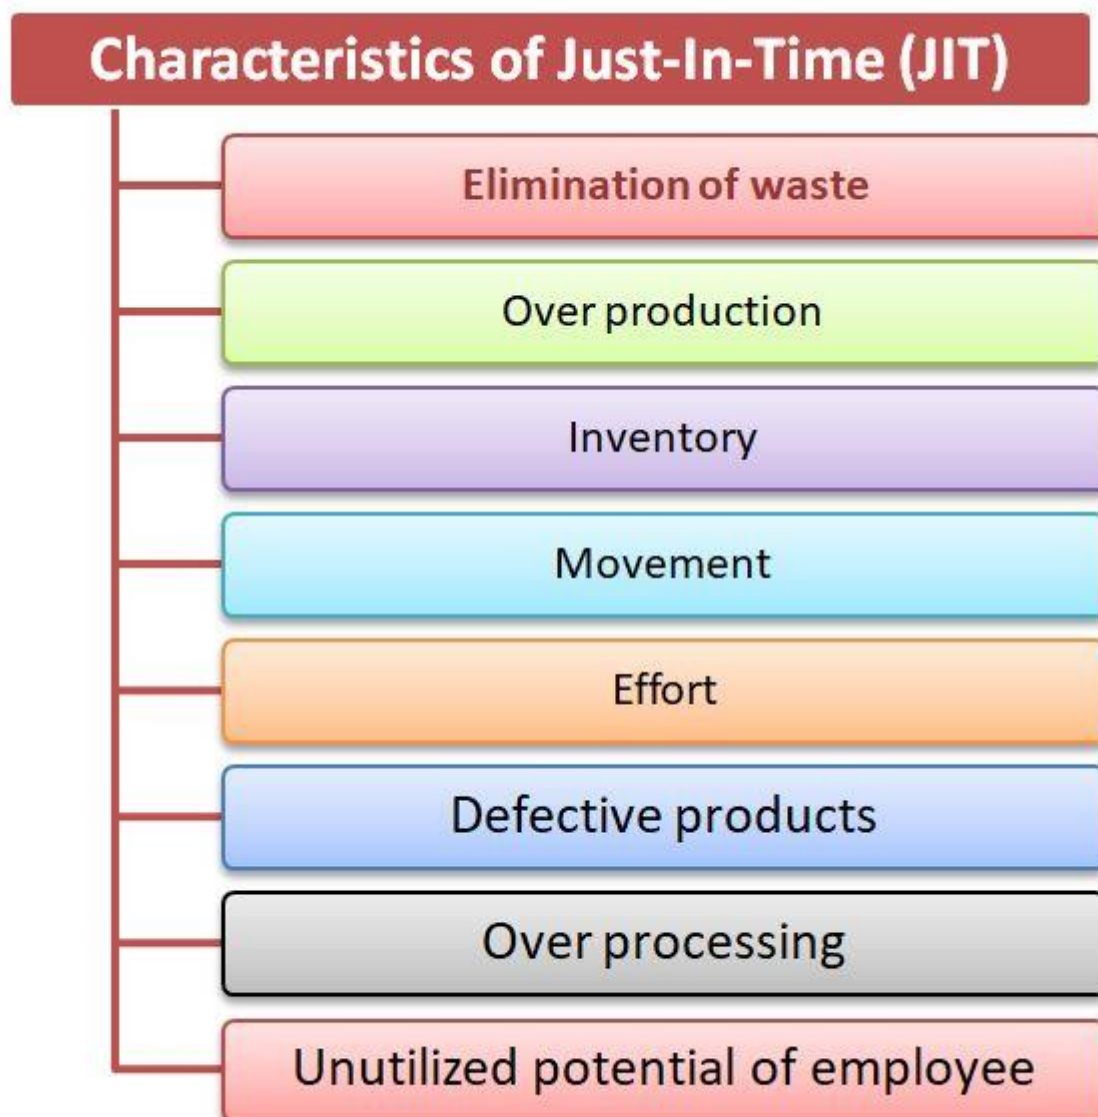 Characteristics of Just-In-Time (JIT)
Elimination of waste
Over production
Inventory
Movement
Effort
Defective products
Over processing
Unutilized potential of employee